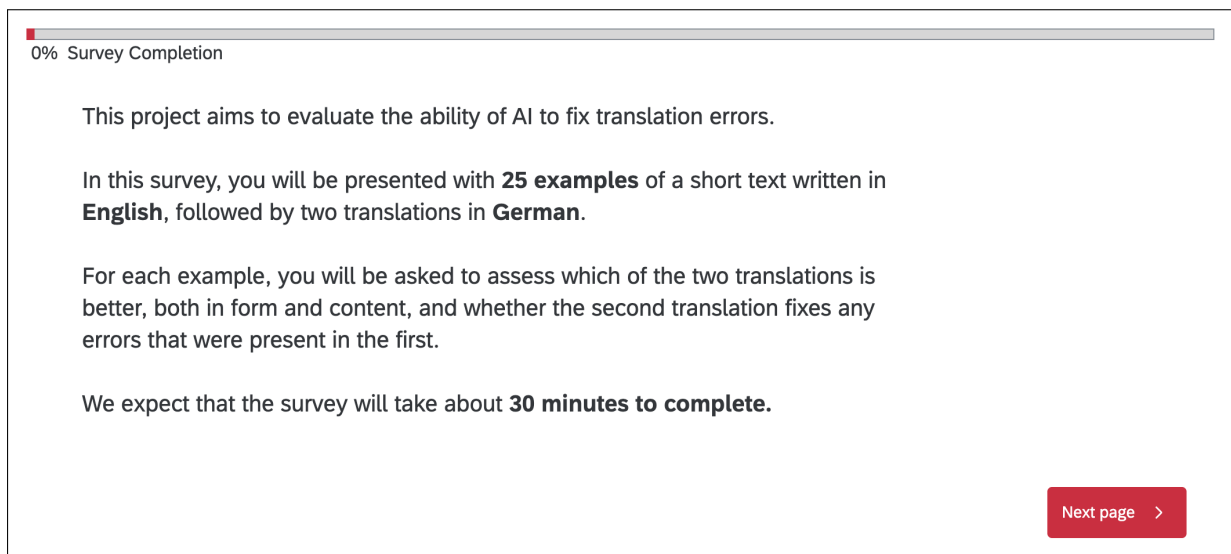 0% Survey Completion
This project aims to evaluate the ability of AI to fix translation errors.
In this survey, you will be presented with 25 examples of a short text written in
English, followed by two translations in German.
For each example, you will be asked to assess which of the two translations is
better, both in form and content, and whether the second translation fixes any
errors that were present in the first.
We expect that the survey will take about 30 minutes to complete.
Next page